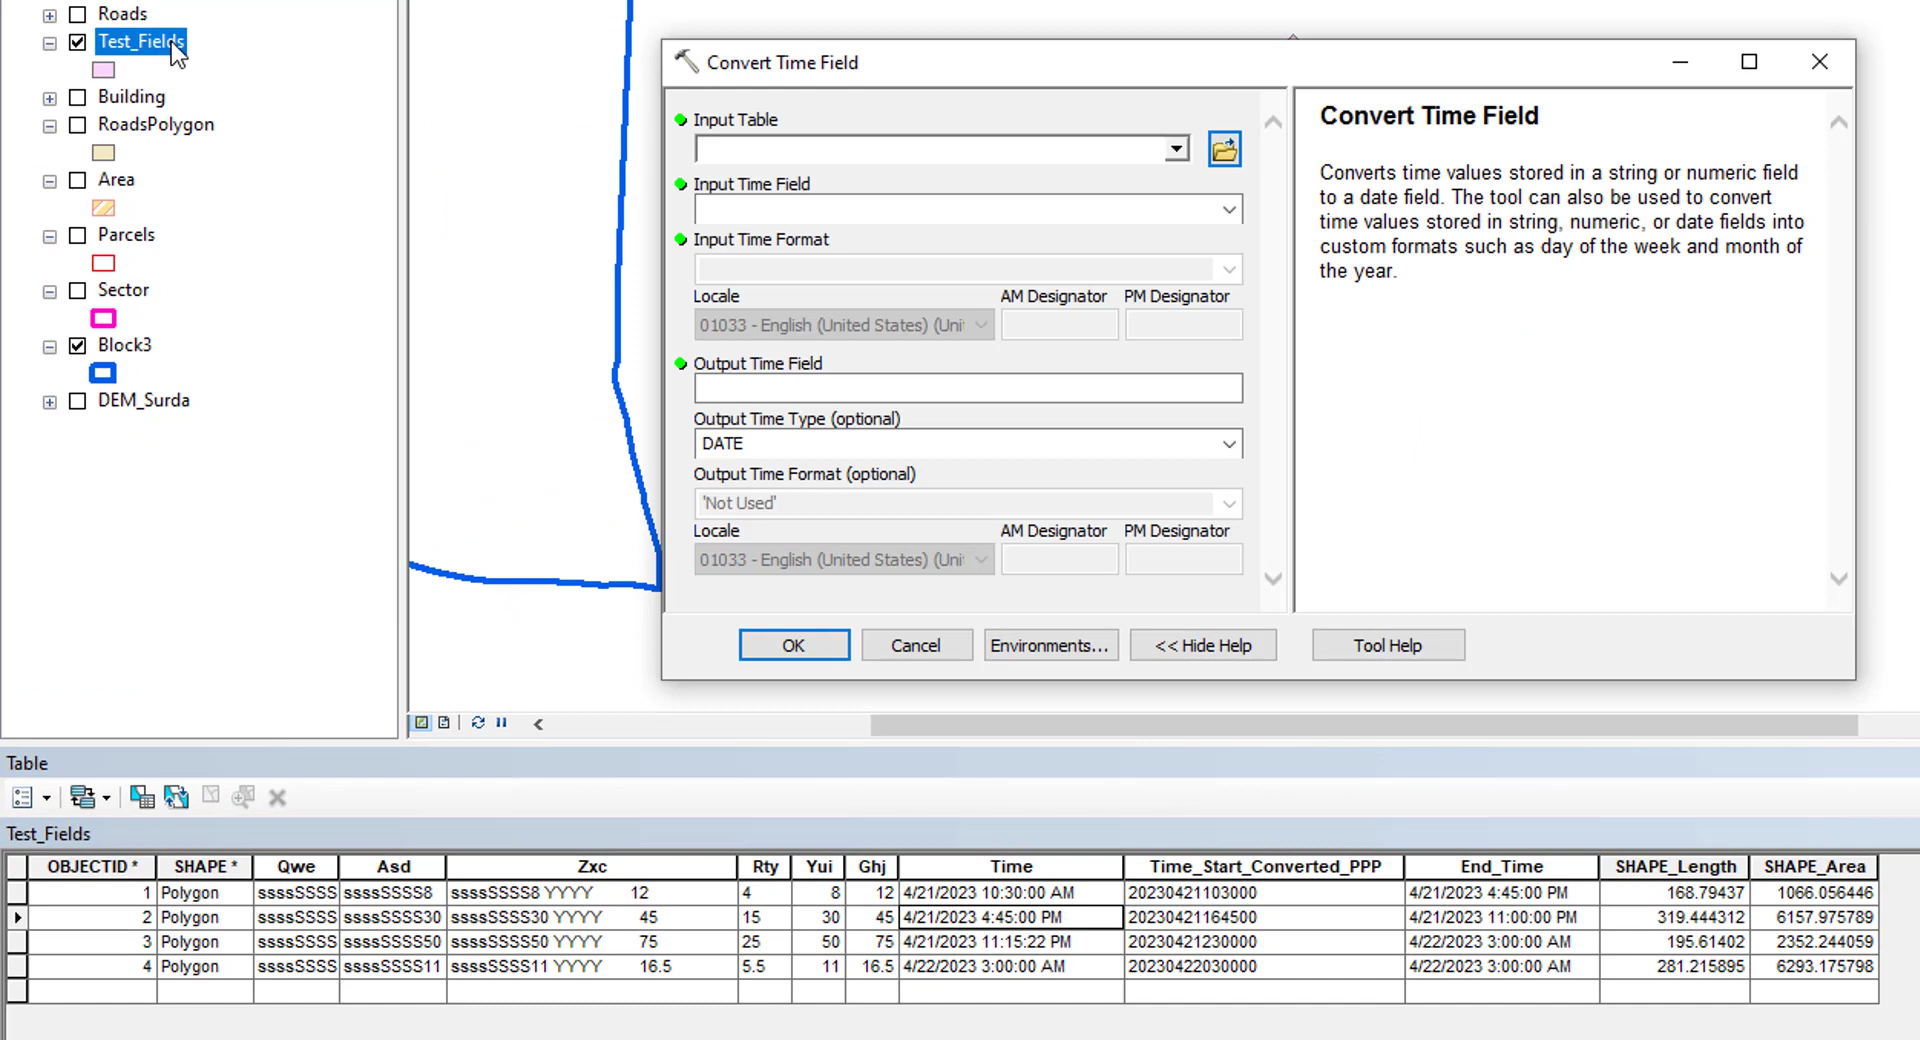 Roads
Test_Fields
Building
RoadsPolygon
Area
Parcels
Sector
Block3
DEM_Surda
Convert Time Field
Input Table
Input Time Field
Input Time Format
Locale AM Designator PM Designator
01033 - English (United States) (Uni
Output Time Field
Output Time Type (optional)
DATE
Output Time Format (optional)
'Not Used'
Locale AM Designator PM Designator
01033 - English (United States) (Uni
Convert Time Field
Converts time values stored in a string or numeric field
to a date field. The tool can also be used to convert
time values stored in string, numeric, or date fields into
custom formats such as day of the week and month of
the year.
OK Cancel Environments... << Hide Help Tool Help
Table
Test_Fields
OBJECTID * SHAPE * Qwe Asd Zxc Rty Yui Ghj Time Time_Start_Converted_PPP End_Time SHAPE_Length SHAPE_Area
1 Polygon ssssSSSS ssssSSSS8 ssssSSSS8 YYYY 12 4 8 12 4/21/2023 10:30:00 AM 20230421103000 4/21/2023 4:45:00 PM 168.79437 1066.056446
2 Polygon ssssSSSS ssssSSSS30 ssssSSSS30 YYYY 45 15 30 45 4/21/2023 4:45:00 PM 20230421164500 4/21/2023 11:00:00 PM 319.444312 6157.975789
3 Polygon ssssSSSS ssssSSSS50 ssssSSSS50 YYYY 75 25 50 75 4/21/2023 11:15:22 PM 20230421230000 4/22/2023 3:00:00 AM 195.61402 2352.244059
4 Polygon ssssSSSS ssssSSSS11 ssssSSSS11 YYYY 16.5 5.5 11 16.5 4/22/2023 3:00:00 AM 20230422030000 4/22/2023 3:00:00 AM 281.215895 6293.175798